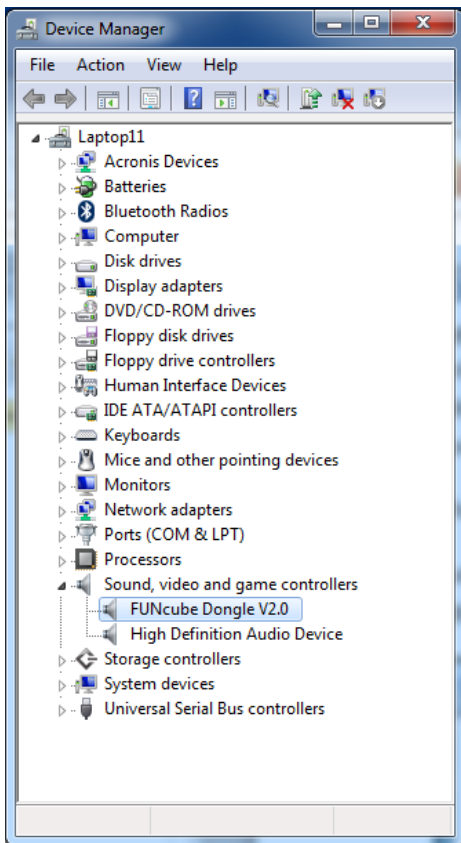 Device Manager
File Action View Help
Laptop11
Acronis Devices
Batteries
Bluetooth Radios
Computer
Disk drives
Display adapters
DVD/CD-ROM drives
Floppy disk drives
Floppy drive controllers
Human Interface Devices
IDE ATA/ATAPI controllers
Keyboards
Mice and other pointing devices
Monitors
Network adapters
Ports (COM & LPT)
Processors
Sound, video and game controllers
FUNcube Dongle V2.0
High Definition Audio Device
Storage controllers
System devices
Universal Serial Bus controllers